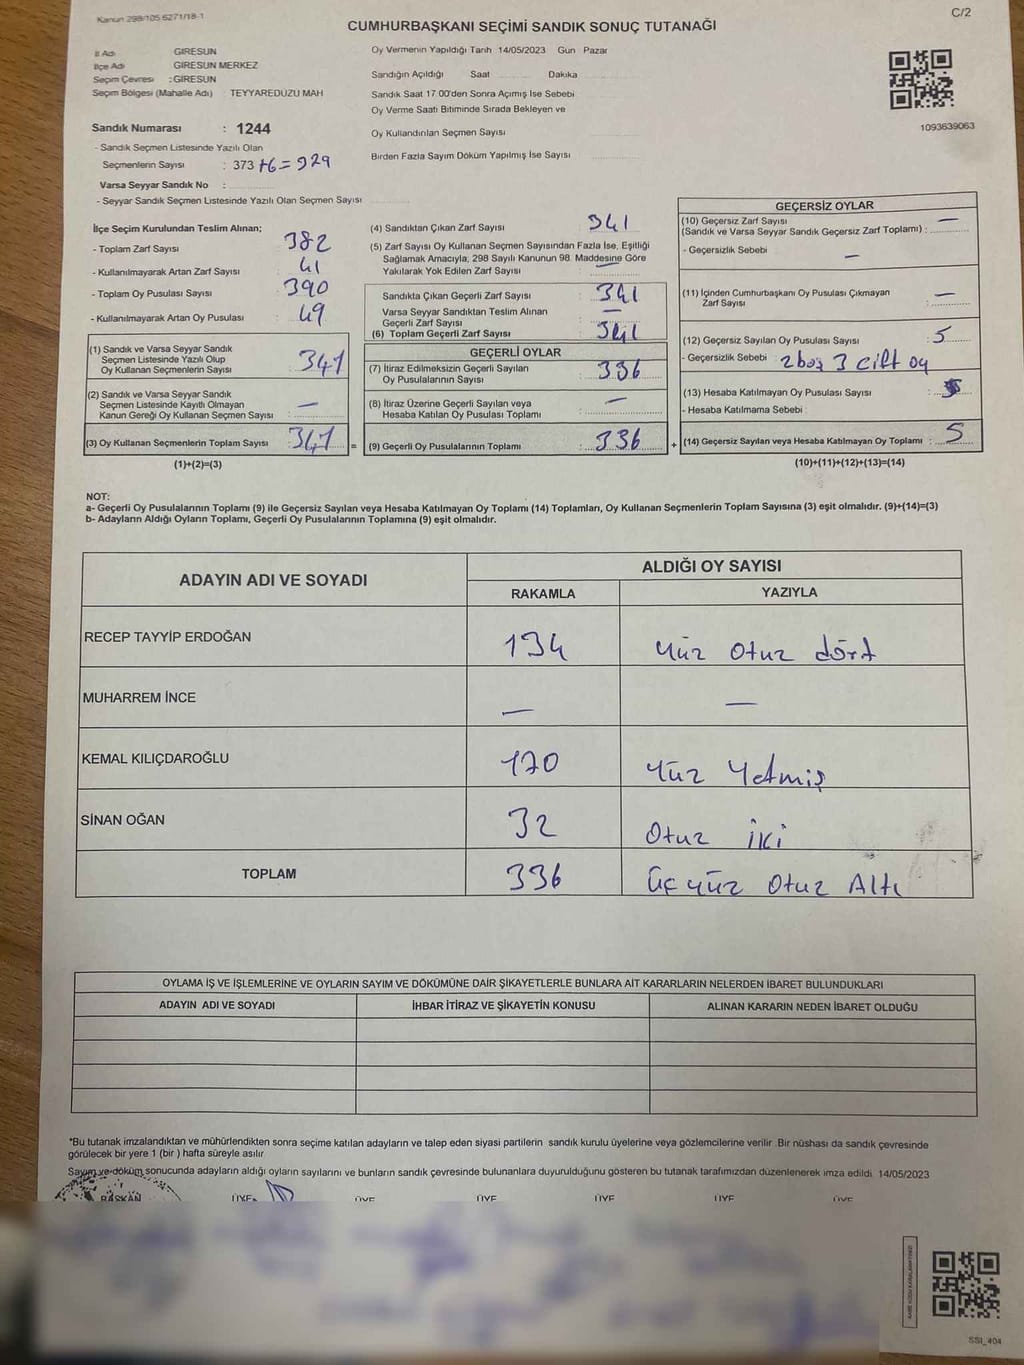 Kanun 298/105 6271/18-1
C/2
CUMHURBAŞKANI SEÇİMİ SANDIK SONUÇ TUTANAĞI
İl Adı GİRESUN
İlçe Adı GİRESUN MERKEZ
Seçim Çevresi : GİRESUN
Seçim Bölgesi (Mahalle Adı) TEYYAREDÜZÜ MAH
Sandık Numarası : 1244
- Sandık Seçmen Listesinde Yazılı Olan
Seçmenlerin Sayısı : 373 +6=
Varsa Seyyar Sandık No :
- Seyyar Sandık Seçmen Listesinde Yazılı Olan Seçmen Sayısı
Oy Vermenin Yapıldığı Tarih 14/05/2023 Gün Pazar
Sandığın Açıldığı Saat Dakika
Sandık Saat 17 00'den Sonra Açımış İse Sebebi
Oy Verme Saati Bitiminde Sırada Bekleyen ve
Oy Kullandırılan Seçmen Sayısı
Birden Fazla Sayım Döküm Yapılmış İse Sayısı
1093639063
İlçe Seçim Kurulundan Teslim Alınan;
- Toplam Zarf Sayısı 382
- Kullanılmayarak Artan Zarf Sayısı 41
- Toplam Oy Pusulası Sayısı 390
- Kullanılmayarak Artan Oy Pusulası 49
(1) Sandık ve Varsa Seyyar Sandık
Seçmen Listesinde Yazılı Olup
Oy Kullanan Seçmenlerin Sayısı 341
(2) Sandık ve Varsa Seyyar Sandık
Seçmen Listesinde Kayıtlı Olmayan
Kanun Gereği Oy Kullanan Seçmen Sayısı : —
(3) Oy Kullanan Seçmenlerin Toplam Sayısı : 341 =
(1)+(2)=(3)
(4) Sandıktan Çıkan Zarf Sayısı 341
(5) Zarf Sayısı Oy Kullanan Seçmen Sayısından Fazla İse, Eşitliği
Sağlamak Amacıyla, 298 Sayılı Kanunun 98. Maddesine Göre
Yakılarak Yok Edilen Zarf Sayısı —
Sandıkta Çıkan Geçerli Zarf Sayısı 341
Varsa Seyyar Sandıktan Teslim Alınan
Geçerli Zarf Sayısı —
(6) Toplam Geçerli Zarf Sayısı 341
GEÇERLİ OYLAR
(7) İtiraz Edilmeksizin Geçerli Sayılan
Oy Pusulalarının Sayısı 336
(8) İtiraz Üzerine Geçerli Sayılan veya
Hesaba Katılan Oy Pusulası Toplamı —
(9) Geçerli Oy Pusulalarının Toplamı : 336 +
GEÇERSİZ OYLAR
(10) Geçersiz Zarf Sayısı —
(Sandık ve Varsa Seyyar Sandık Geçersiz Zarf Toplamı) :
- Geçersizlik Sebebi —
(11) İçinden Cumhurbaşkanı Oy Pusulası Çıkmayan
Zarf Sayısı : —
(12) Geçersiz Sayılan Oy Pusulası Sayısı 5
- Geçersizlik Sebebi 2 boş 3 çift oy
(13) Hesaba Katılmayan Oy Pusulası Sayısı :
- Hesaba Katılmama Sebebi
(14) Geçersiz Sayılan veya Hesaba Katılmayan Oy Toplamı : 5
(10)+(11)+(12)+(13)=(14)
NOT:
a- Geçerli Oy Pusulalarının Toplamı (9) ile Geçersiz Sayılan veya Hesaba Katılmayan Oy Toplamı (14) Toplamları, Oy Kullanan Seçmenlerin Toplam Sayısına (3) eşit olmalıdır. (9)+(14)=(3)
b- Adayların Aldığı Oyların Toplamı, Geçerli Oy Pusulalarının Toplamına (9) eşit olmalıdır.
ADAYIN ADI VE SOYADI ALDIĞI OY SAYISI
RAKAMLA YAZIYLA
RECEP TAYYİP ERDOĞAN 134 Yüz otuz dört
MUHARREM İNCE — —
KEMAL KILIÇDAROĞLU 170 Yüz Yetmiş
SİNAN OĞAN 32 Otuz İKİ
TOPLAM 336 Üçyüz Otuz Altı
OYLAMA İŞ VE İŞLEMLERİNE VE OYLARIN SAYIM VE DÖKÜMÜNE DAİR ŞİKAYETLERLE BUNLARA AİT KARARLARIN NELERDEN İBARET BULUNDUKLARI
ADAYIN ADI VE SOYADI İHBAR İTİRAZ VE ŞİKAYETİN KONUSU ALINAN KARARIN NEDEN İBARET OLDUĞU
*Bu tutanak imzalandıktan ve mühürlendikten sonra seçime katılan adayların ve talep eden siyasi partilerin sandık kurulu üyelerine veya gözlemcilerine verilir .Bir nüshası da sandık çevresinde
görülecek bir yere 1 (bir ) hafta süreyle asılır
Sayım ve döküm sonucunda adayların aldığı oyların sayılarını ve bunların sandık çevresinde bulunanlara duyurulduğunu gösteren bu tutanak tarafımızdan düzenlenerek imza edildi 14/05/2023
BAŞKAN ÜYE ÜYE ÜYE ÜYE ÜYE ÜYE
SSI_404